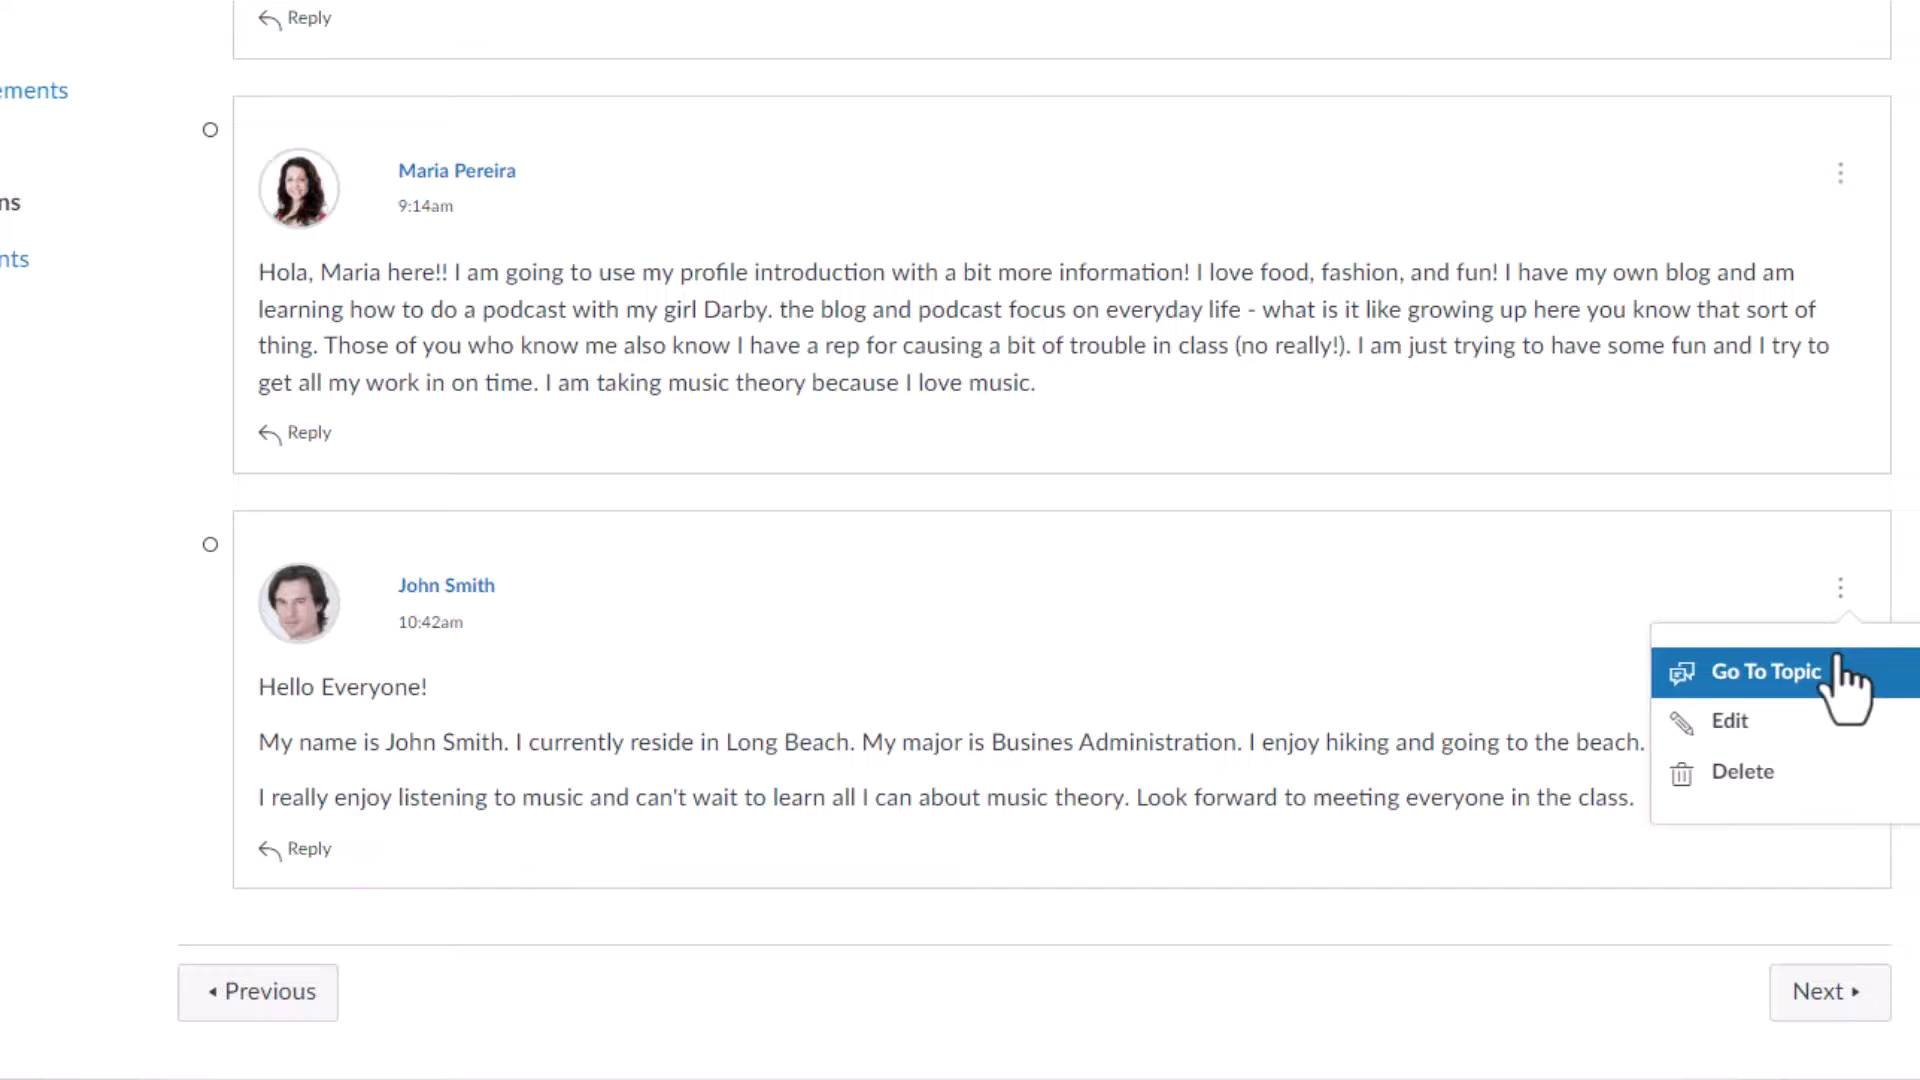 Reply
ements
Maria Pereira
9:14am
ns
nts
Hola, Maria here!! I am going to use my profile introduction with a bit more information! I love food, fashion, and fun! I have my own blog and am
learning how to do a podcast with my girl Darby. the blog and podcast focus on everyday life - what is it like growing up here you know that sort of
thing. Those of you who know me also know I have a rep for causing a bit of trouble in class (no really!). I am just trying to have some fun and I try to
get all my work in on time. I am taking music theory because I love music.
Reply
John Smith
10:42am
Go To Topic
Edit
Delete
Hello Everyone!
My name is John Smith. I currently reside in Long Beach. My major is Busines Administration. I enjoy hiking and going to the beach.
I really enjoy listening to music and can't wait to learn all I can about music theory. Look forward to meeting everyone in the class.
Reply
Previous
Next